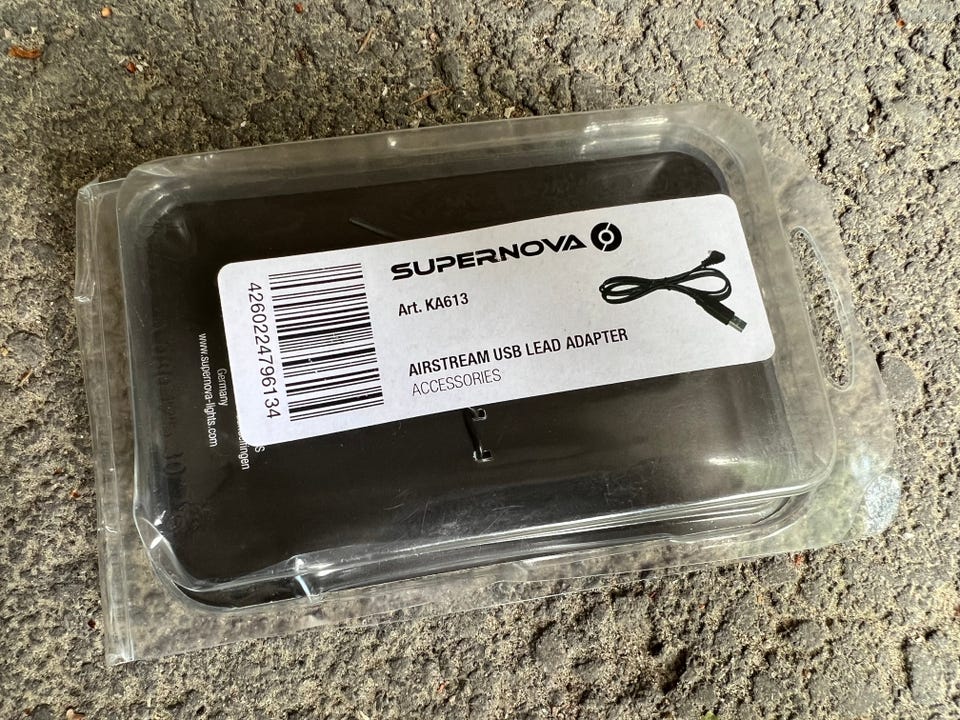 SUPERNOVA
Art. KA613
AIRSTREAM USB LEAD ADAPTER
ACCESSORIES
4260224796134
Germany
www.supernova-lights.com